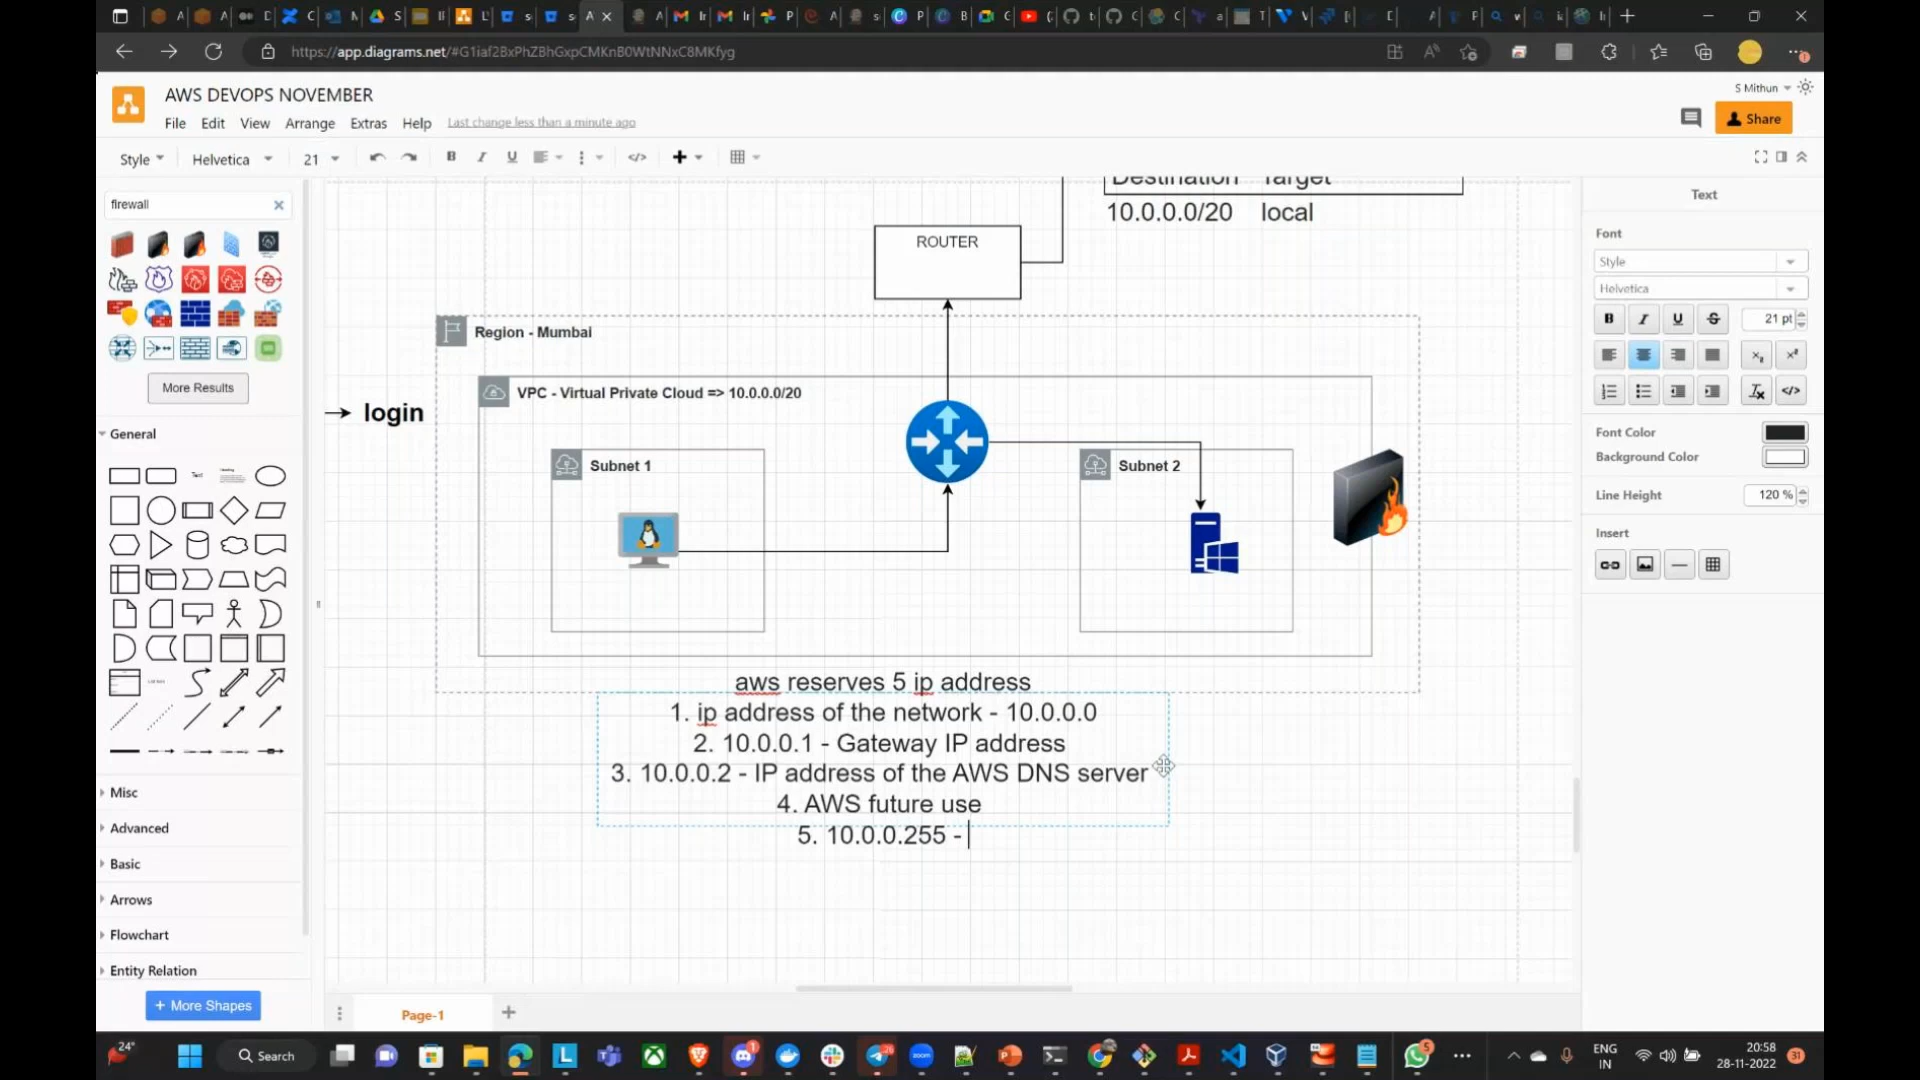 https://app.diagrams.net/#G1iaf2BxPhZBhGxpCMKnB0WtNNxC8MKfyg
AWS DEVOPS NOVEMBER
S Mithun
File Edit View Arrange Extras Help Last change less than a minute ago
Share
Style Helvetica 21
firewall
More Results
General
Misc
Advanced
Basic
Arrows
Flowchart
Entity Relation
+ More Shapes
Destination Target
10.0.0.0/20 local
ROUTER
Region - Mumbai
VPC - Virtual Private Cloud => 10.0.0.0/20
login
Subnet 1
Subnet 2
aws reserves 5 ip address
1. ip address of the network - 10.0.0.0
2. 10.0.0.1 - Gateway IP address
3. 10.0.0.2 - IP address of the AWS DNS server
4. AWS future use
5. 10.0.0.255 -
Text
Font
Style
Helvetica
B I U S 21 pt
Font Color
Background Color
Line Height 120 %
Insert
Page-1
24°
Search
ENG
IN
20:58
28-11-2022
31